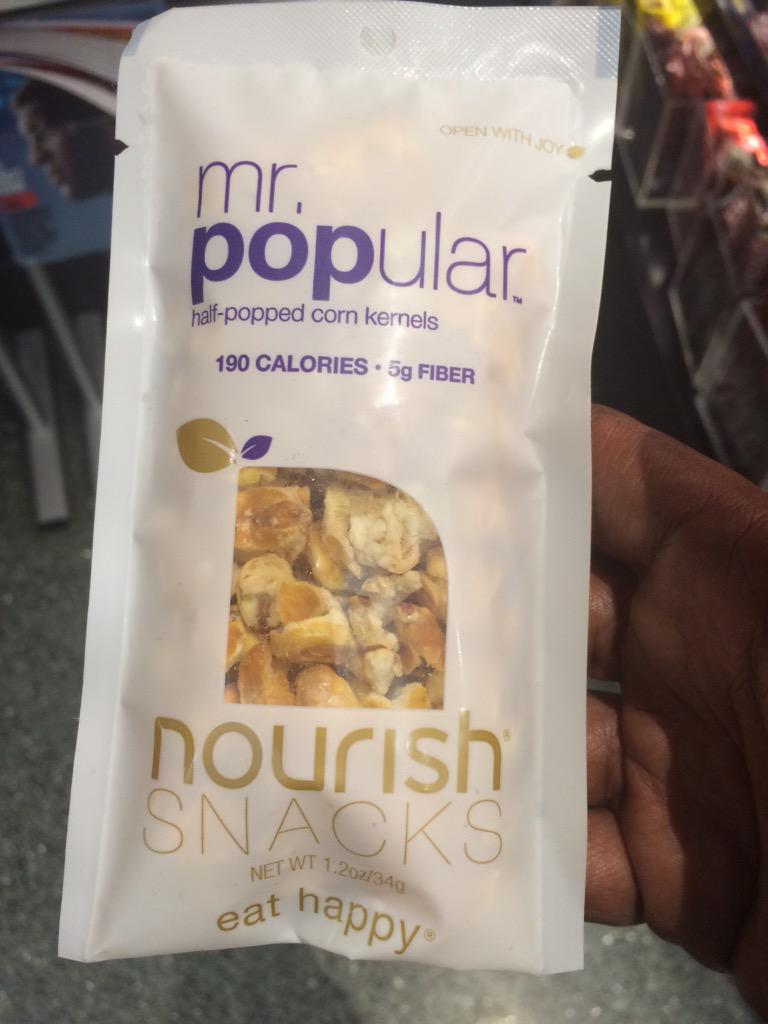 OPEN WITH JOY
mr.
popular™
half-popped corn kernels
190 CALORIES • 5g FIBER
nourish®
SNACKS
NET WT 1.2oz/34g
eat happy®